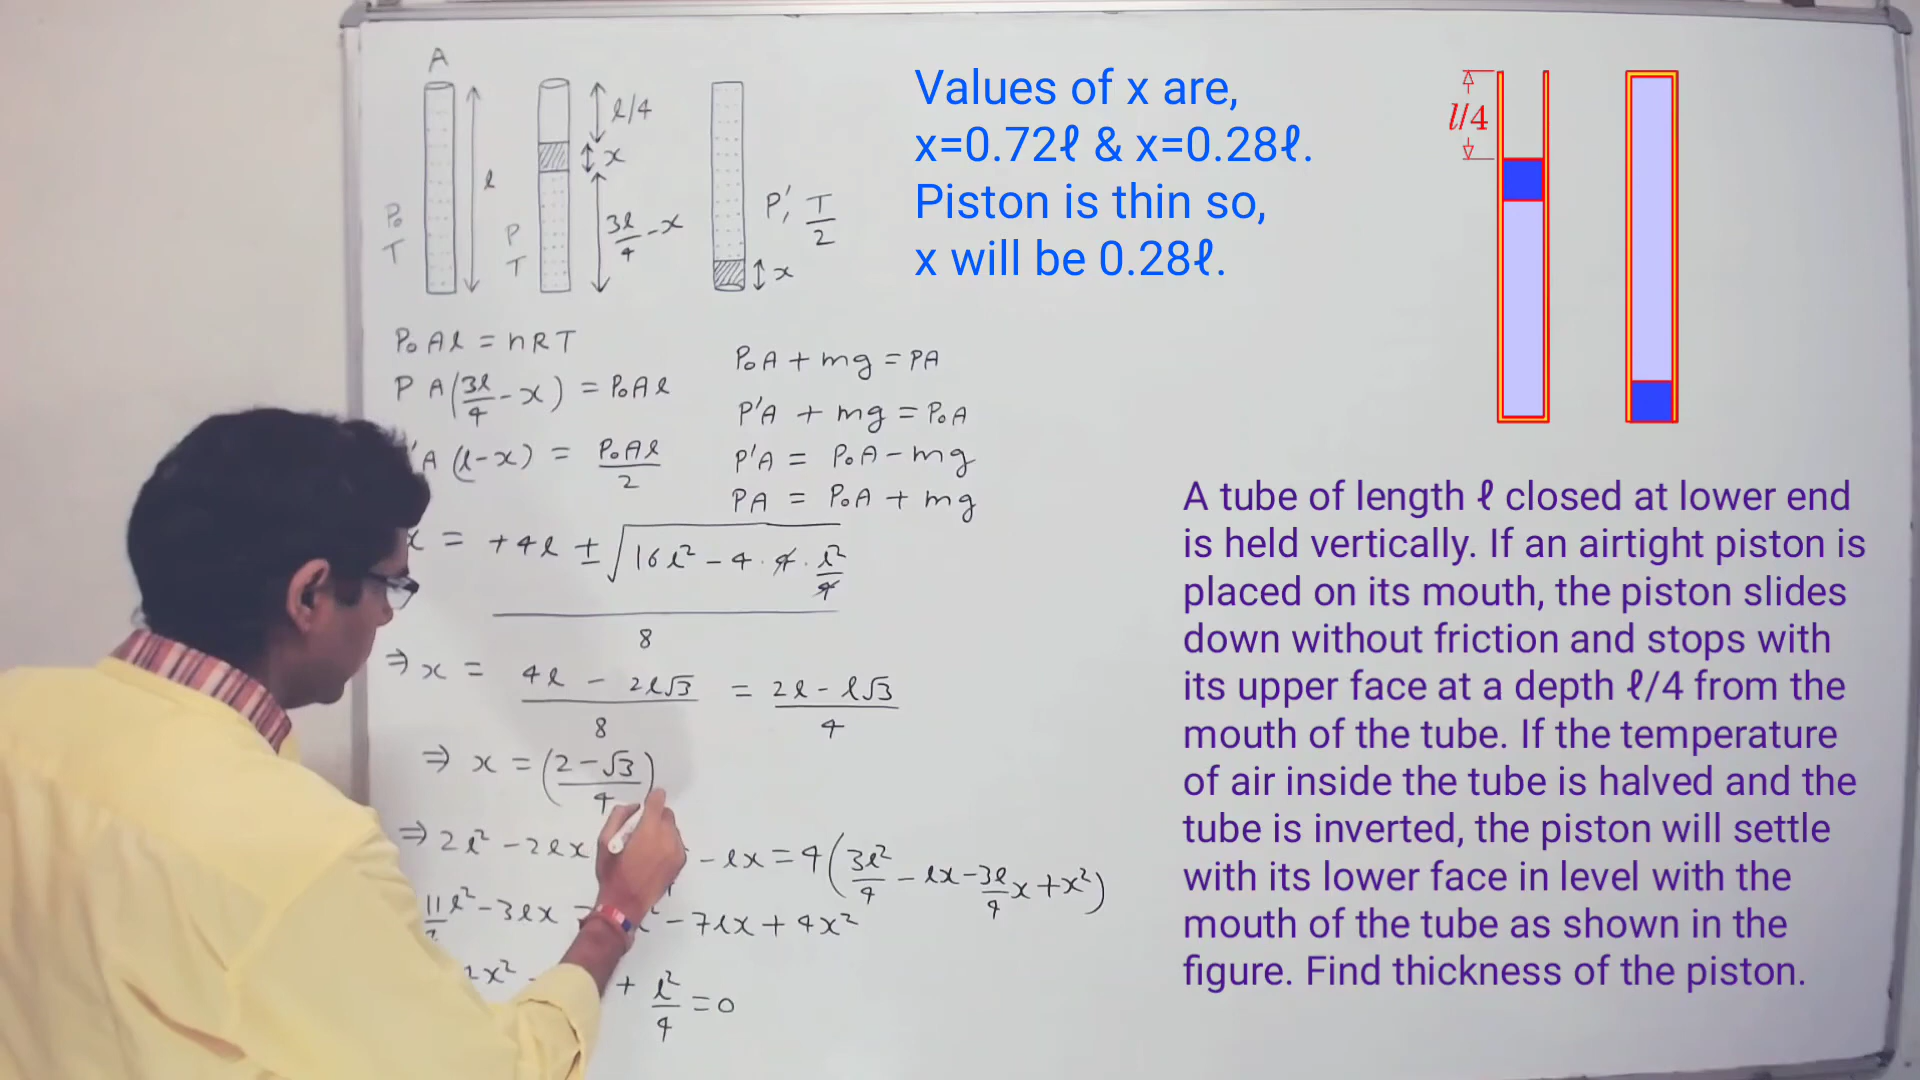 A
ℓ
P₀
T
ℓ/4
x
3ℓ/4 - x
P
T
P′, T/2
x
P₀Aℓ = nRT
P A(3ℓ/4 - x) = P₀Aℓ
′A (ℓ-x) = P₀Aℓ/2
P₀A + mg = PA
P′A + mg = P₀A
P′A = P₀A - mg
PA = P₀A + mg
x = +4ℓ ± √(16ℓ² - 4·4·ℓ²/4) / 8
⇒ x = (4ℓ - 2ℓ√3)/8 = (2ℓ - ℓ√3)/4
⇒ x = ((2-√3)/4)
⇒ 2ℓ² - 2ℓx - ℓx = 4(3ℓ²/4 - ℓx - 3ℓ/4 x + x²)
11ℓ² - 3ℓx - 7ℓx + 4x²
x² + ℓ²/4 = 0
Values of x are,
x=0.72ℓ & x=0.28ℓ.
Piston is thin so,
x will be 0.28ℓ.
l/4
A tube of length ℓ closed at lower end
is held vertically. If an airtight piston is
placed on its mouth, the piston slides
down without friction and stops with
its upper face at a depth ℓ/4 from the
mouth of the tube. If the temperature
of air inside the tube is halved and the
tube is inverted, the piston will settle
with its lower face in level with the
mouth of the tube as shown in the
figure. Find thickness of the piston.